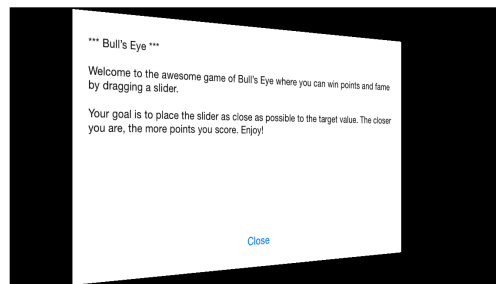 *** Bull's Eye ***
Welcome to the awesome game of Bull's Eye where you can win points and fame
by dragging a slider.
Your goal is to place the slider as close as possible to the target value. The closer
you are, the more points you score. Enjoy!
Close